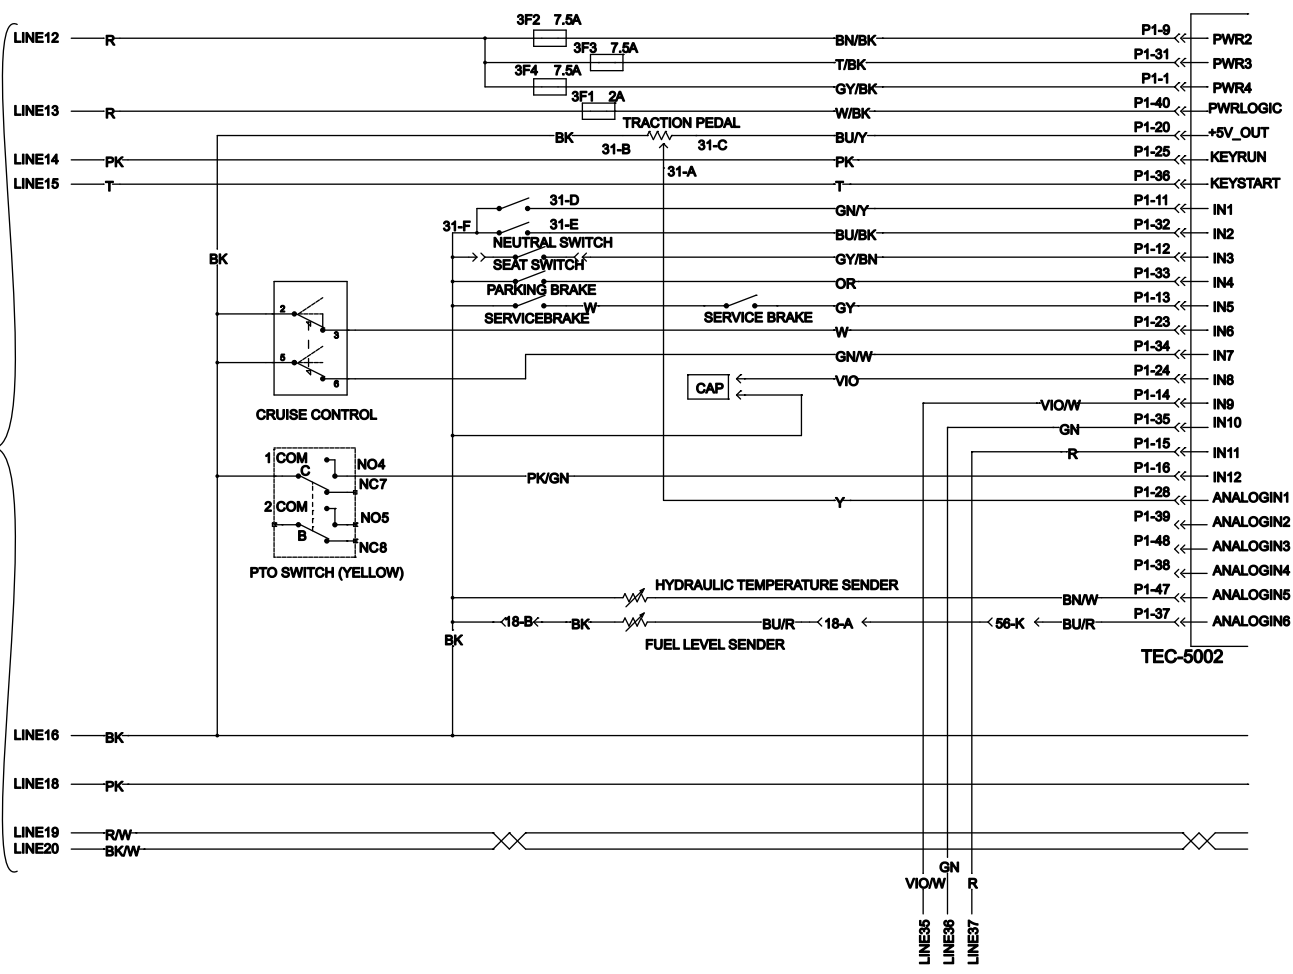 3F2 7.5A
LINE12 R BN/BK P1-9 PWR2
3F3 7.5A
T/BK P1-31 PWR3
3F4 7.5A
GY/BK P1-1 PWR4
3F1 2A
LINE13 R W/BK P1-40 PWRLOGIC
TRACTION PEDAL
BK BU/Y P1-20 +5V_OUT
31-B 31-C
LINE14 PK PK P1-25 KEYRUN
31-A
LINE15 T T P1-36 KEYSTART
31-D
GN/Y P1-11 IN1
31-F 31-E
BU/BK P1-32 IN2
NEUTRAL SWITCH
BK GY/BN P1-12 IN3
SEAT SWITCH
OR P1-33 IN4
PARKING BRAKE
W GY P1-13 IN5
SERVICEBRAKE SERVICE BRAKE
2
3 W P1-23 IN6
5 GN/W P1-34 IN7
6 CAP VIO P1-24 IN8
CRUISE CONTROL
VIO/W P1-14 IN9
GN P1-35 IN10
R P1-15 IN11
1 COM NO4
C PK/GN P1-16 IN12
NC7
Y P1-28 ANALOGIN1
2 COM NO5
P1-39 ANALOGIN2
B NC8
P1-48 ANALOGIN3
PTO SWITCH (YELLOW)
P1-38 ANALOGIN4
HYDRAULIC TEMPERATURE SENDER
BN/W P1-47 ANALOGIN5
18-B BK BU/R 18-A 56-K BU/R P1-37 ANALOGIN6
BK
FUEL LEVEL SENDER
TEC-5002
LINE16 BK
LINE18 PK
LINE19 R/W
LINE20 BK/W
GN
VIO/W R
LINE35
LINE36
LINE37